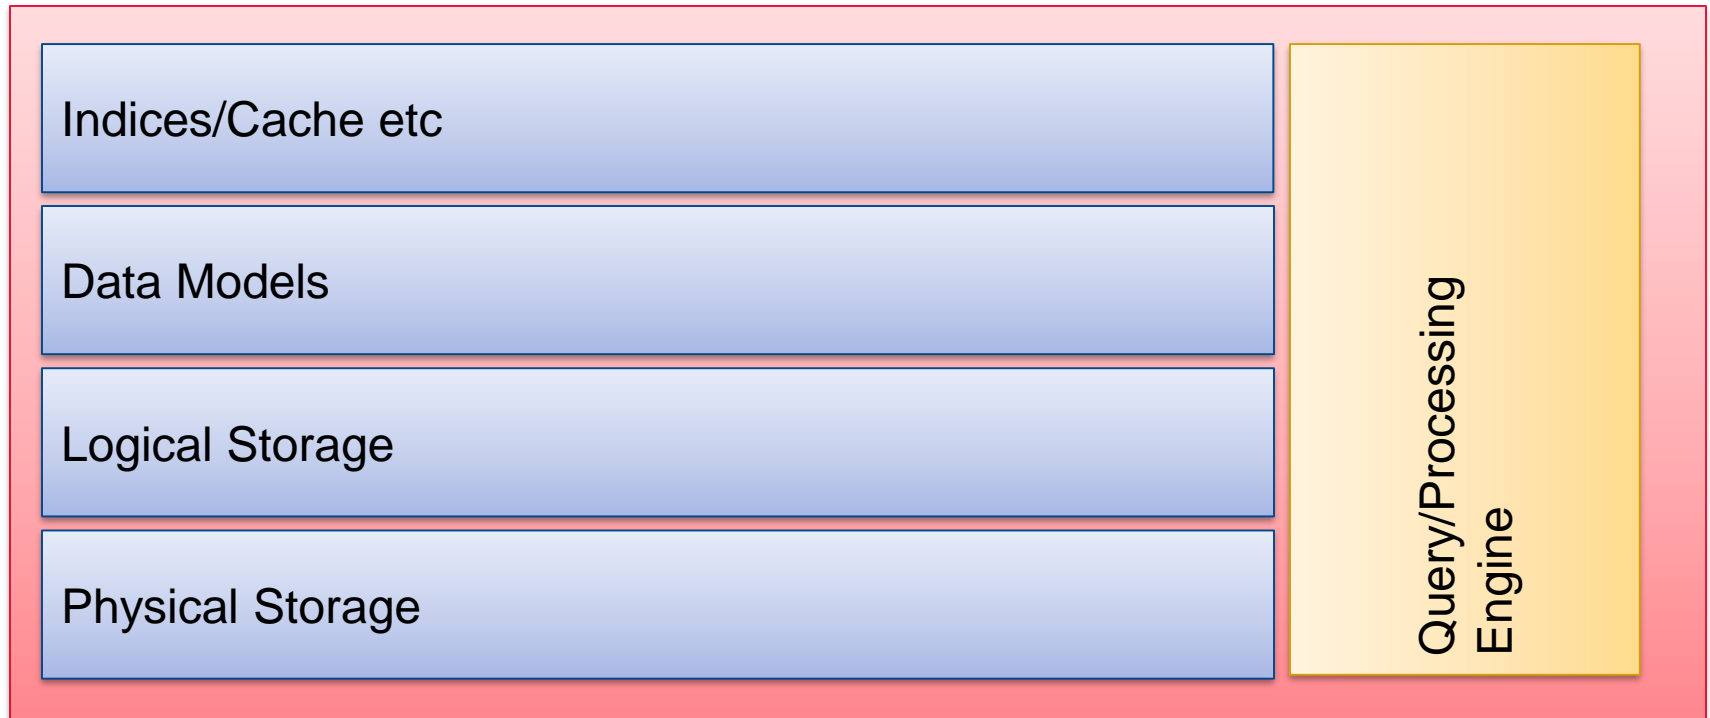 Indices/Cache etc
Data Models
Logical Storage
Physical Storage
Query/Processing
Engine